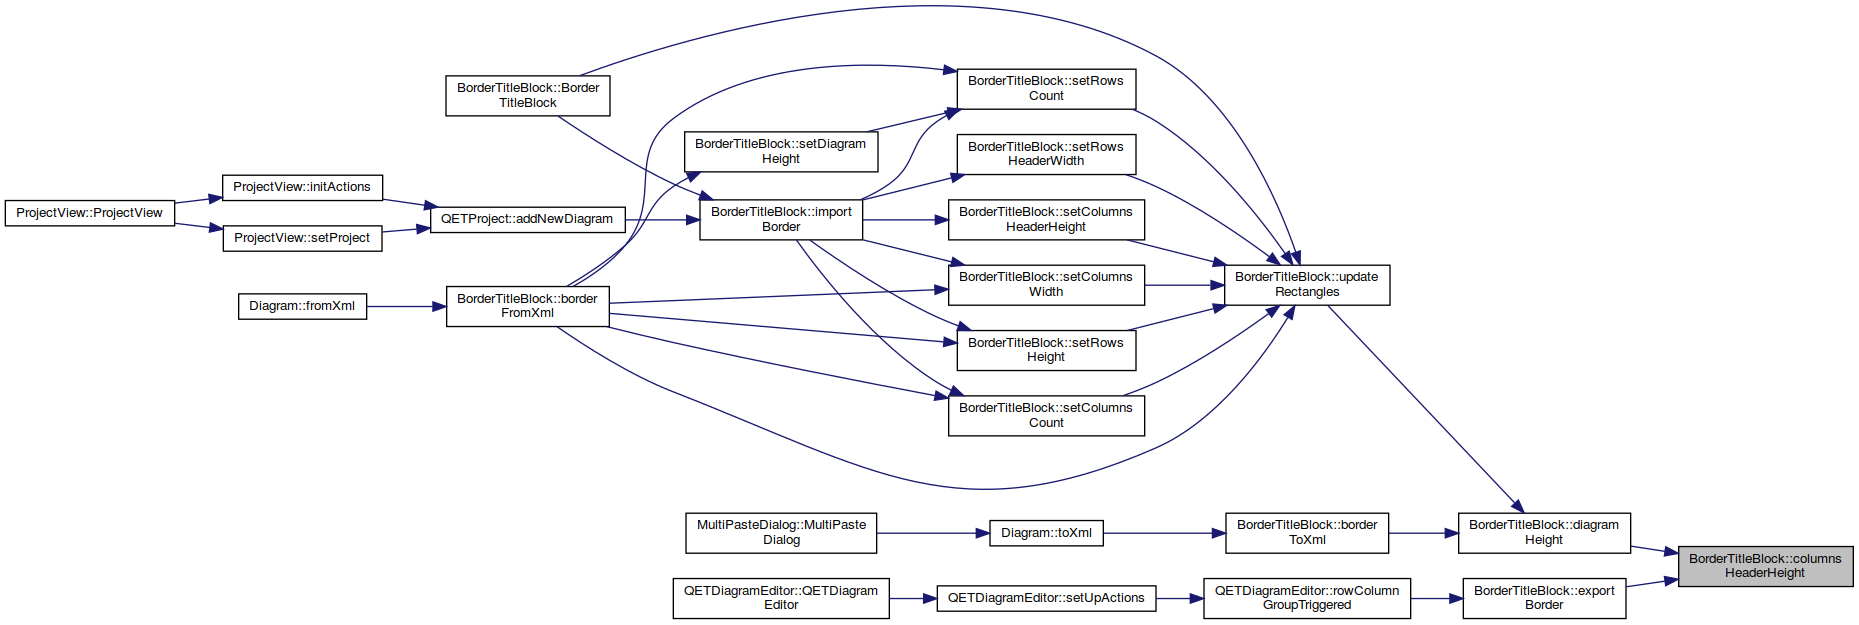 BorderTitleBlock::Border
TitleBlock
BorderTitleBlock::setRows
Count
BorderTitleBlock::setDiagram
Height
BorderTitleBlock::setRows
HeaderWidth
ProjectView::initActions
ProjectView::ProjectView
ProjectView::setProject
QETProject::addNewDiagram
BorderTitleBlock::import
Border
BorderTitleBlock::setColumns
HeaderHeight
BorderTitleBlock::setColumns
Width
BorderTitleBlock::update
Rectangles
Diagram::fromXml
BorderTitleBlock::border
FromXml
BorderTitleBlock::setRows
Height
BorderTitleBlock::setColumns
Count
MultiPasteDialog::MultiPaste
Dialog
Diagram::toXml
BorderTitleBlock::border
ToXml
BorderTitleBlock::diagram
Height
BorderTitleBlock::columns
HeaderHeight
QETDiagramEditor::QETDiagram
Editor
QETDiagramEditor::setUpActions
QETDiagramEditor::rowColumn
GroupTriggered
BorderTitleBlock::export
Border